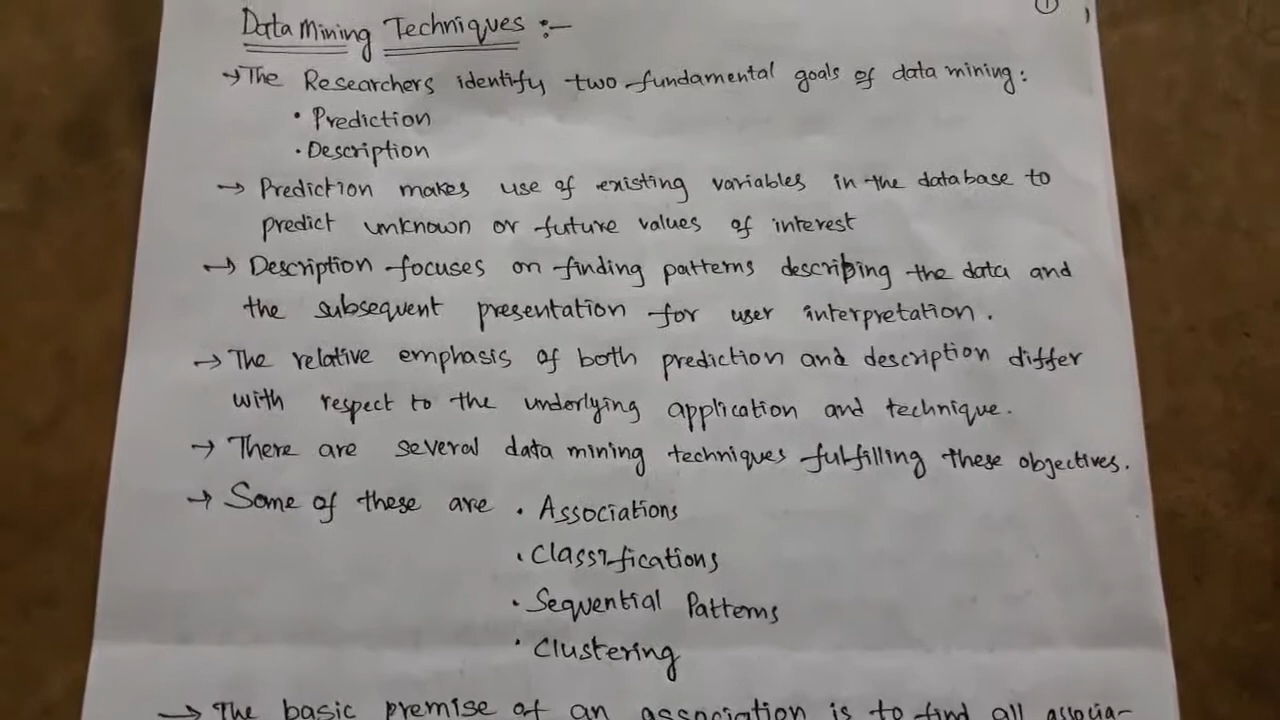 ①
Data Mining Techniques :-
→ The Researchers identify two fundamental goals of data mining:
• Prediction
• Description
→ Prediction makes use of existing variables in the database to
predict unknown or future values of interest
→ Description focuses on finding patterns describing the data and
the subsequent presentation for user interpretation.
→ The relative emphasis of both prediction and description differ
with respect to the underlying application and technique.
→ There are several data mining techniques fulfilling these objectives.
→ Some of these are • Associations
• Classifications
• Sequential Patterns
• Clustering
→ The basic premise of an association is to find all associa-